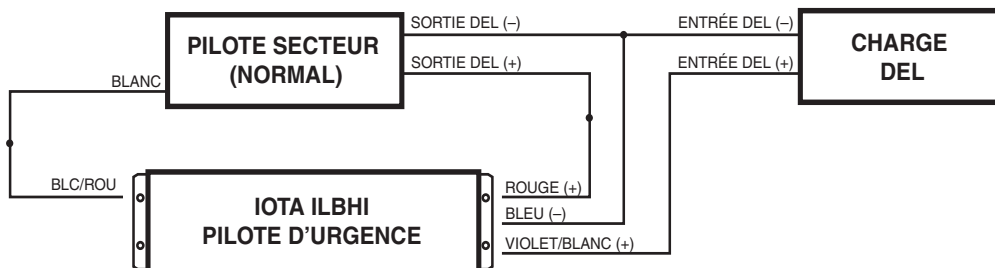 SORTIE DEL (–)
ENTRÉE DEL (–)
PILOTE SECTEUR
(NORMAL)
CHARGE
DEL
SORTIE DEL (+)
ENTRÉE DEL (+)
BLANC
BLC/ROU
IOTA ILBHI
PILOTE D'URGENCE
ROUGE (+)
BLEU (–)
VIOLET/BLANC (+)